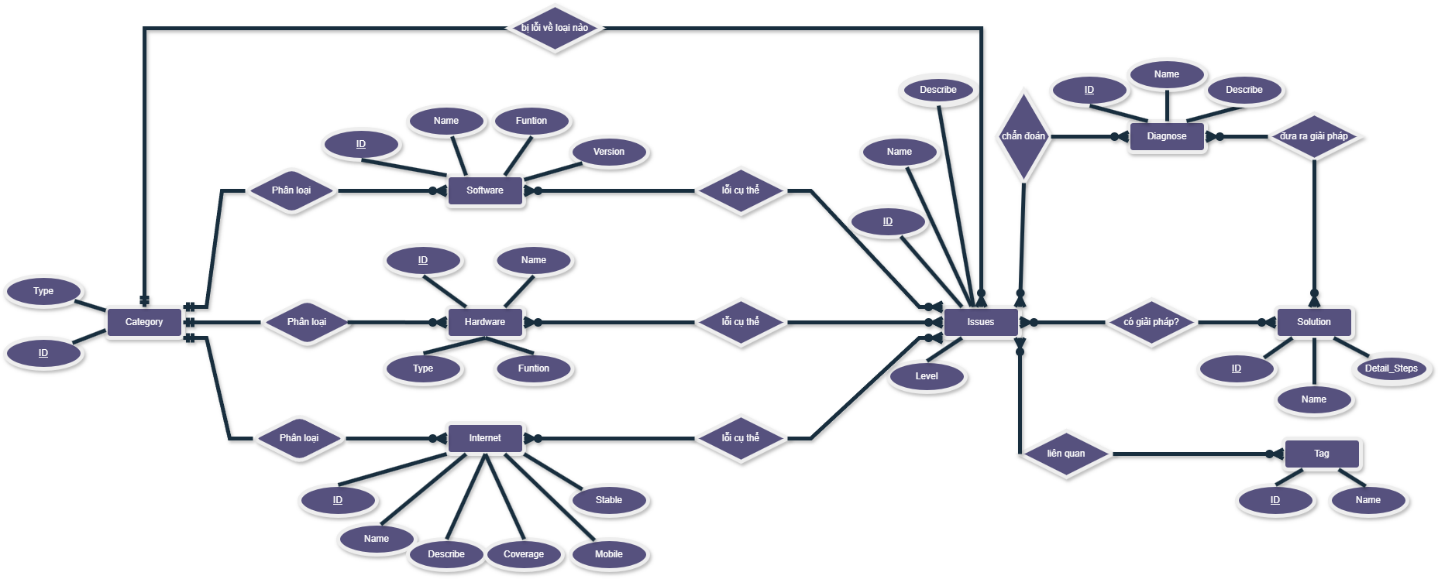 bị lỗi về loại nào
Describe
Name
ID
Name
Describe
Diagnose
chẩn đoán
đưa ra giải pháp
ID
Name
Funtion
Version
Name
ID
Phân loại
Software
lỗi cụ thể
ID
Name
Type
ID
Category
Phân loại
Hardware
lỗi cụ thể
Issues
có giải pháp?
Solution
Type
Funtion
Level
ID
Name
Detail_Steps
Phân loại
Internet
lỗi cụ thể
liên quan
Tag
ID
Name
ID
Name
Describe
Coverage
Mobile
Stable